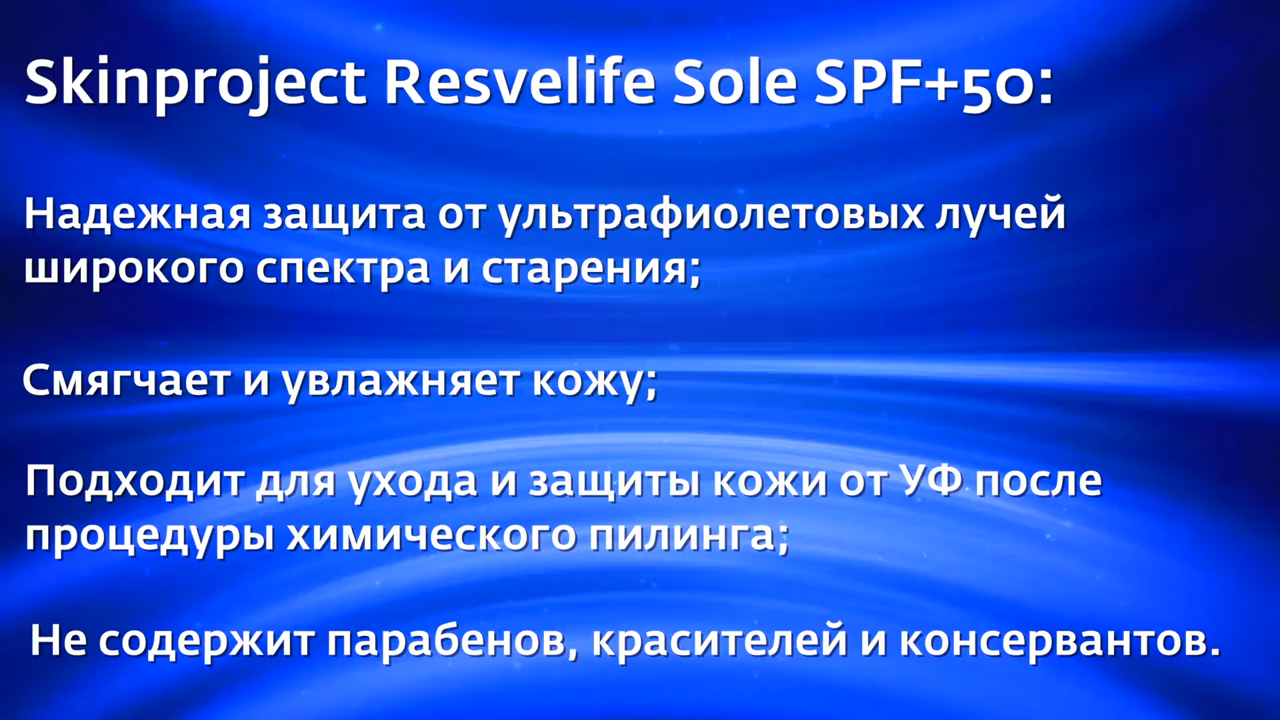 Skinproject Resvelife Sole SPF+50:
Надежная защита от ультрафиолетовых лучей
широкого спектра и старения;
Смягчает и увлажняет кожу;
Подходит для ухода и защиты кожи от УФ после
процедуры химического пилинга;
Не содержит парабенов, красителей и консервантов.